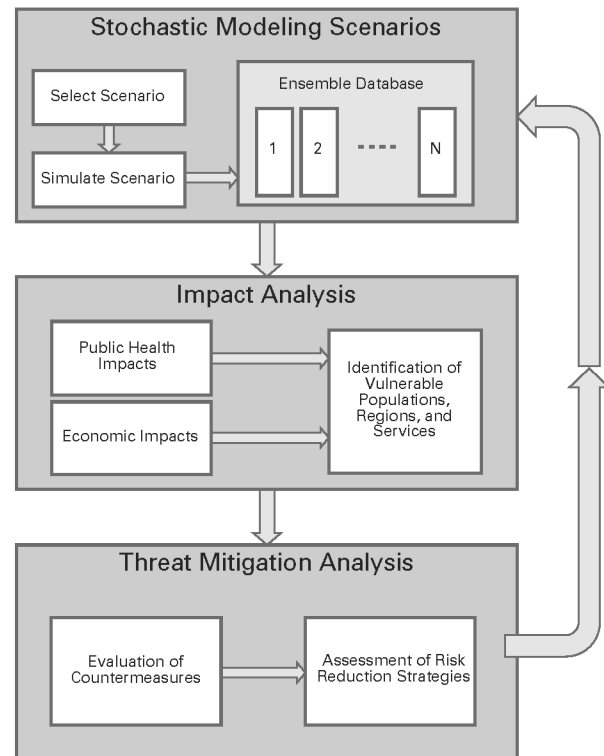 Stochastic Modeling Scenarios
Select Scenario
Simulate Scenario
Ensemble Database
1 2 N
Impact Analysis
Public Health
Impacts
Economic Impacts
Identification of
Vulnerable
Populations,
Regions, and
Services
Threat Mitigation Analysis
Evaluation of
Countermeasures
Assessment of Risk
Reduction Strategies